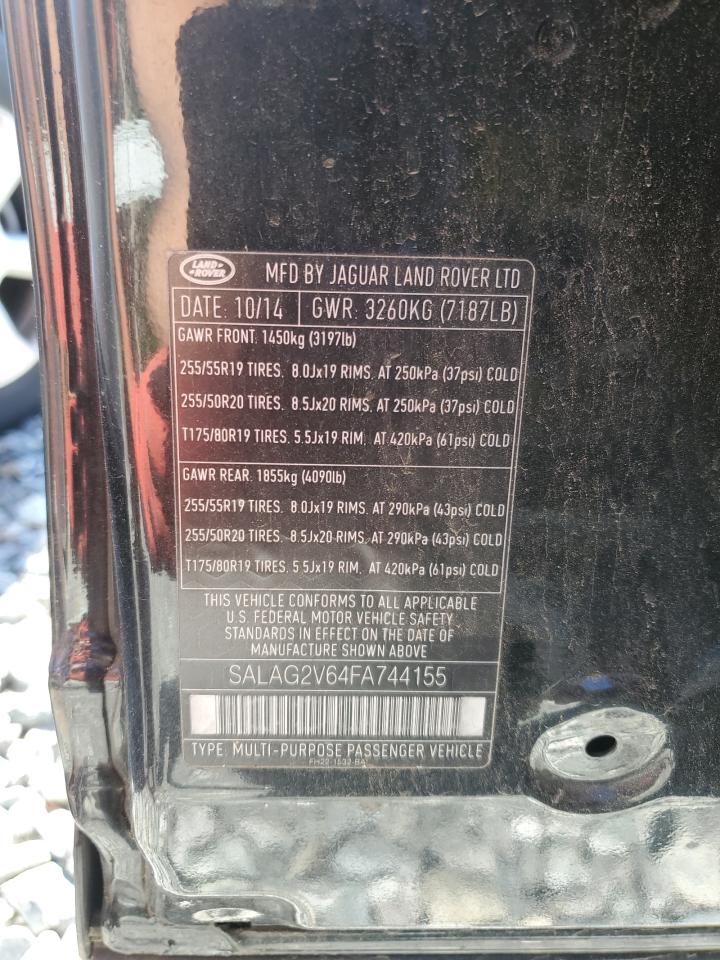 LAND ROVER
MFD BY JAGUAR LAND ROVER LTD
DATE: 10/14 GWR: 3260KG (7187LB)
GAWR FRONT: 1450kg (3197lb)
255/55R19 TIRES. 8.0Jx19 RIMS. AT 250kPa (37psi) COLD
255/50R20 TIRES. 8.5Jx20 RIMS. AT 250kPa (37psi) COLD
T175/80R19 TIRES. 5.5Jx19 RIM. AT 420kPa (61psi) COLD
GAWR REAR: 1855kg (4090lb)
255/55R19 TIRES. 8.0Jx19 RIMS. AT 290kPa (43psi) COLD
255/50R20 TIRES. 8.5Jx20 RIMS. AT 290kPa (43psi) COLD
T175/80R19 TIRES. 5.5Jx19 RIM. AT 420kPa (61psi) COLD
THIS VEHICLE CONFORMS TO ALL APPLICABLE
U.S. FEDERAL MOTOR VEHICLE SAFETY
STANDARDS IN EFFECT ON THE DATE OF
MANUFACTURE SHOWN ABOVE
SALAG2V64FA744155
TYPE: MULTI-PURPOSE PASSENGER VEHICLE
FH22-1532-BA